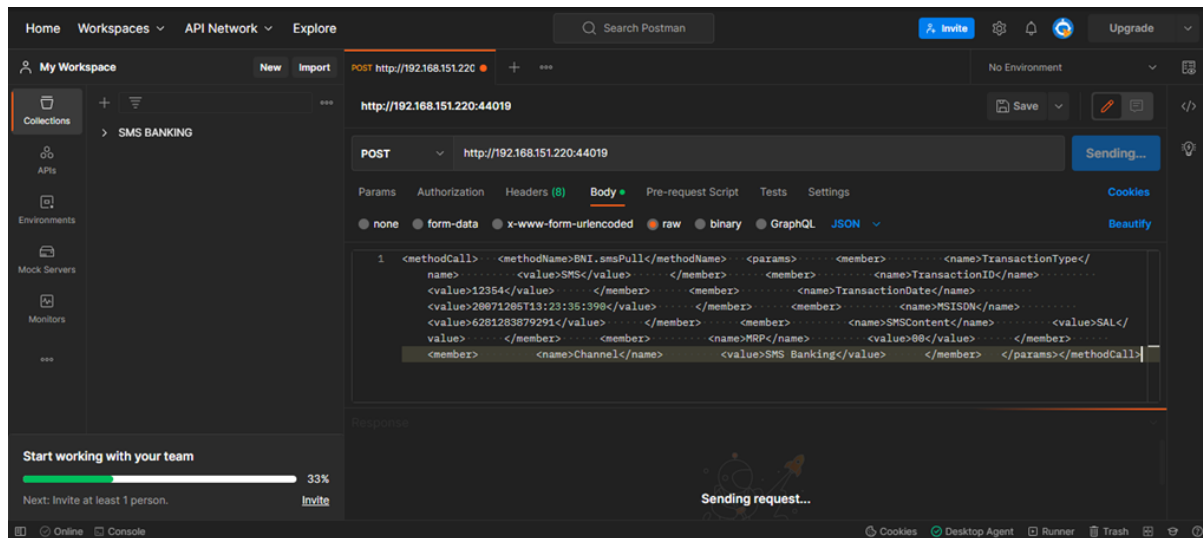 Home Workspaces API Network Explore Search Postman Invite Upgrade
My Workspace New Import POST http://192.168.151.220 No Environment
http://192.168.151.220:44019 Save
Collections
SMS BANKING
APIs
Environments
Mock Servers
Monitors
POST http://192.168.151.220:44019 Sending...
Params Authorization Headers (8) Body Pre-request Script Tests Settings Cookies
none form-data x-www-form-urlencoded raw binary GraphQL JSON Beautify
1 <methodCall> <methodName>BNI.smsPull</methodName> <params> <member> <name>TransactionType</
name> <value>SMS</value> </member> <member> <name>TransactionID</name>
<value>12354</value> </member> <member> <name>TransactionDate</name>
<value>20071205T13:23:35:390</value> </member> <member> <name>MSISDN</name>
<value>6281283879291</value> </member> <member> <name>SMSContent</name> <value>SAL</
value> </member> <member> <name>MRP</name> <value>00</value> </member>
<member> <name>Channel</name> <value>SMS Banking</value> </member> </params></methodCall>
Response
Sending request...
Start working with your team
33%
Next: Invite at least 1 person. Invite
Online Console Cookies Desktop Agent Runner Trash